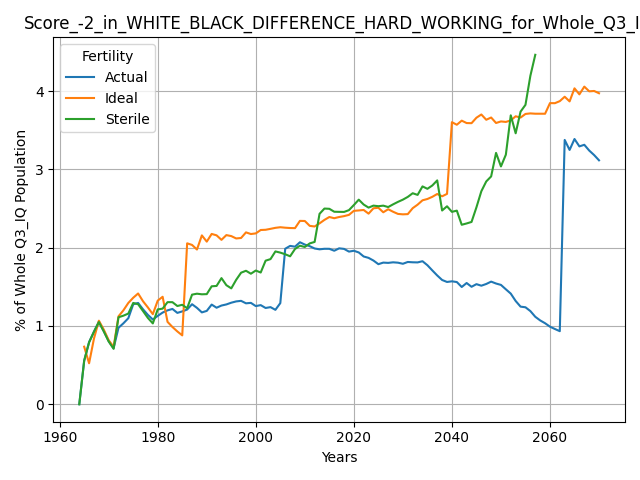 Score_-2_in_WHITE_BLACK_DIFFERENCE_HARD_WORKING_for_Whole_Q3_I
Fertility
Actual
Ideal
Sterile
% of Whole Q3_IQ Population
4
3
2
1
0
1960 1980 2000 2020 2040 2060
Years